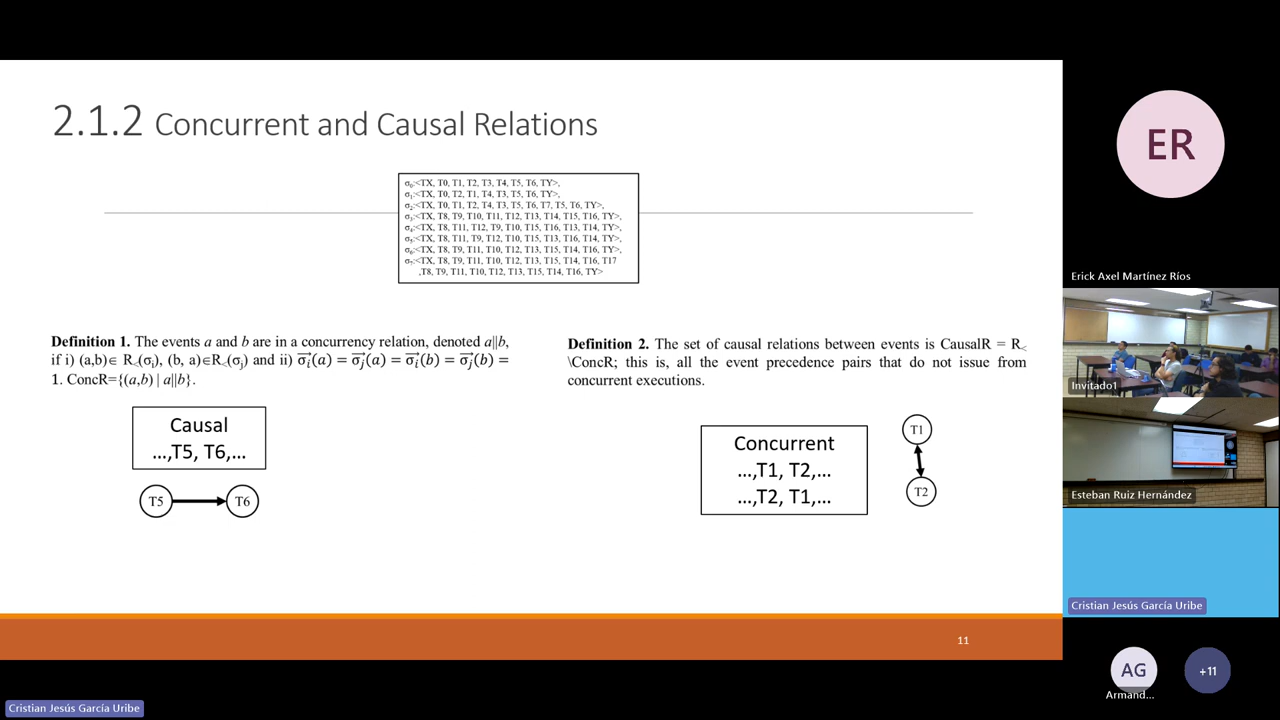 2.1.2 Concurrent and Causal Relations
σ₀:<TX, T0, T1, T2, T3, T4, T5, T6, TY>,
σ₁:<TX, T0, T2, T1, T4, T3, T5, T6, TY>,
σ₂:<TX, T0, T1, T2, T4, T3, T5, T6, T7, T5, T6, TY>,
σ₃:<TX, T8, T9, T10, T11, T12, T13, T14, T15, T16, TY>,
σ₄:<TX, T8, T11, T12, T9, T10, T15, T16, T13, T14, TY>,
σ₅:<TX, T8, T11, T9, T12, T10, T15, T13, T16, T14, TY>,
σ₆:<TX, T8, T9, T11, T10, T12, T13, T15, T14, T16, TY>,
σ₇:<TX, T8, T9, T11, T10, T12, T13, T15, T14, T16, T17
,T8, T9, T11, T10, T12, T13, T15, T14, T16, TY>
Definition 1. The events a and b are in a concurrency relation, denoted a||b,
if i) (a,b)∈ R<(σᵢ), (b, a)∈R<(σⱼ) and ii) σᵢ⃗(a) = σⱼ⃗(a) = σᵢ⃗(b) = σⱼ⃗(b) =
1. ConcR={(a,b) | a||b}.
Causal
...,T5, T6,...
T5 T6
Definition 2. The set of causal relations between events is CausalR = R<
\ConcR; this is, all the event precedence pairs that do not issue from
concurrent executions.
Concurrent
...,T1, T2,...
...,T2, T1,...
T1
T2
11
ER
Erick Axel Martínez Ríos
Invitado1
Esteban Ruiz Hernández
Cristian Jesús García Uribe
AG
Armand...
+11
Cristian Jesús García Uribe